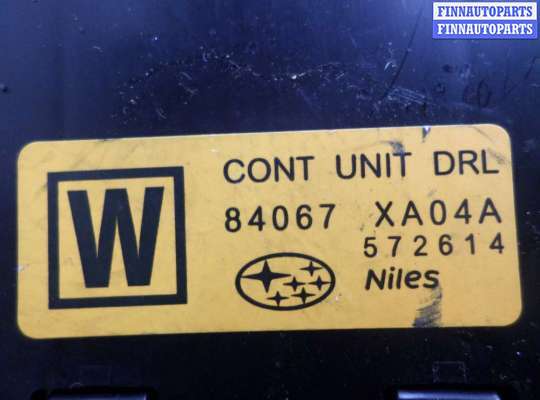 FINNAUTOPARTS
FINNAUTOPARTS
W
CONT UNIT DRL
84067 XA04A
572614
Niles